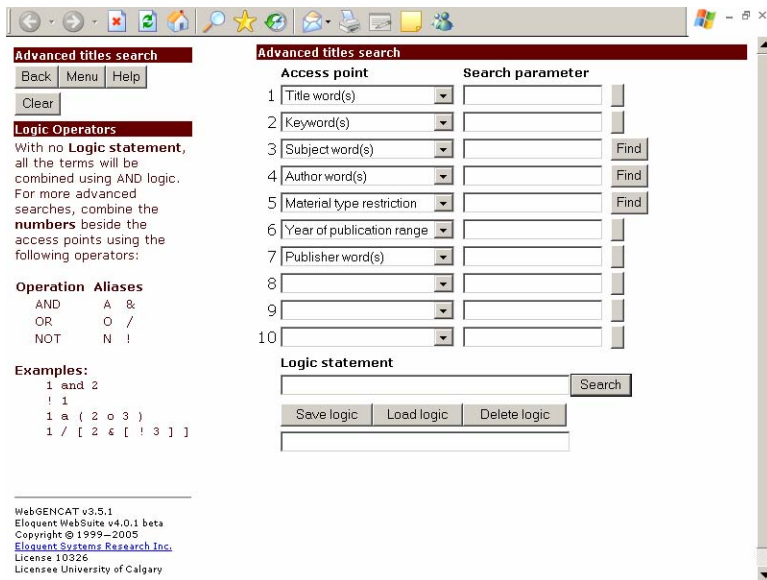 Advanced titles search
Back Menu Help
Clear
Logic Operators
With no Logic statement,
all the terms will be
combined using AND logic.
For more advanced
searches, combine the
numbers beside the
access points using the
following operators:
Operation Aliases
AND A &
OR O /
NOT N !
Examples:
1 and 2
! 1
1 a ( 2 o 3 )
1 / [ 2 & [ ! 3 ] ]
WebGENCAT v3.5.1
Eloquent WebSuite v4.0.1 beta
Copyright © 1999—2005
Eloquent Systems Research Inc.
License 10326
Licensee University of Calgary
Advanced titles search
Access point Search parameter
1 Title word(s)
2 Keyword(s)
3 Subject word(s) Find
4 Author word(s) Find
5 Material type restriction Find
6 Year of publication range
7 Publisher word(s)
8
9
10
Logic statement
Search
Save logic Load logic Delete logic